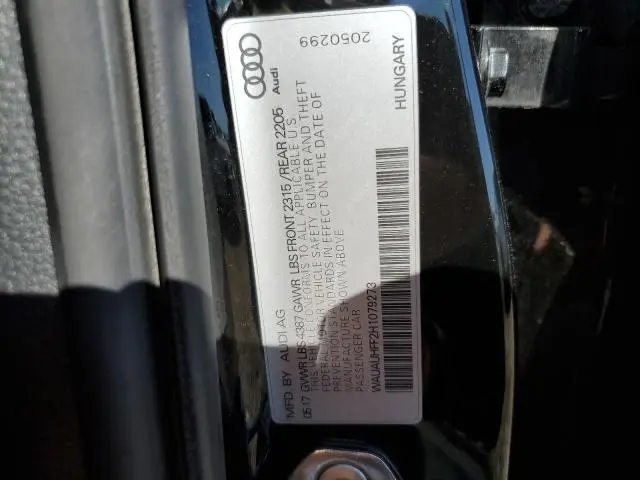 MFD. BY AUDI AG
05.17 GVWR LBS 4387 GAWR LBS FRONT 2315 / REAR 2205
THIS VEHICLE CONFORMS TO ALL APPLICABLE U.S.
FEDERAL MOTOR VEHICLE SAFETY, BUMPER AND THEFT
PREVENTION STANDARDS IN EFFECT ON THE DATE OF
MANUFACTURE SHOWN ABOVE
PASSENGER CAR
WAUAUHFF2H1079273
Audi
2050299
HUNGARY